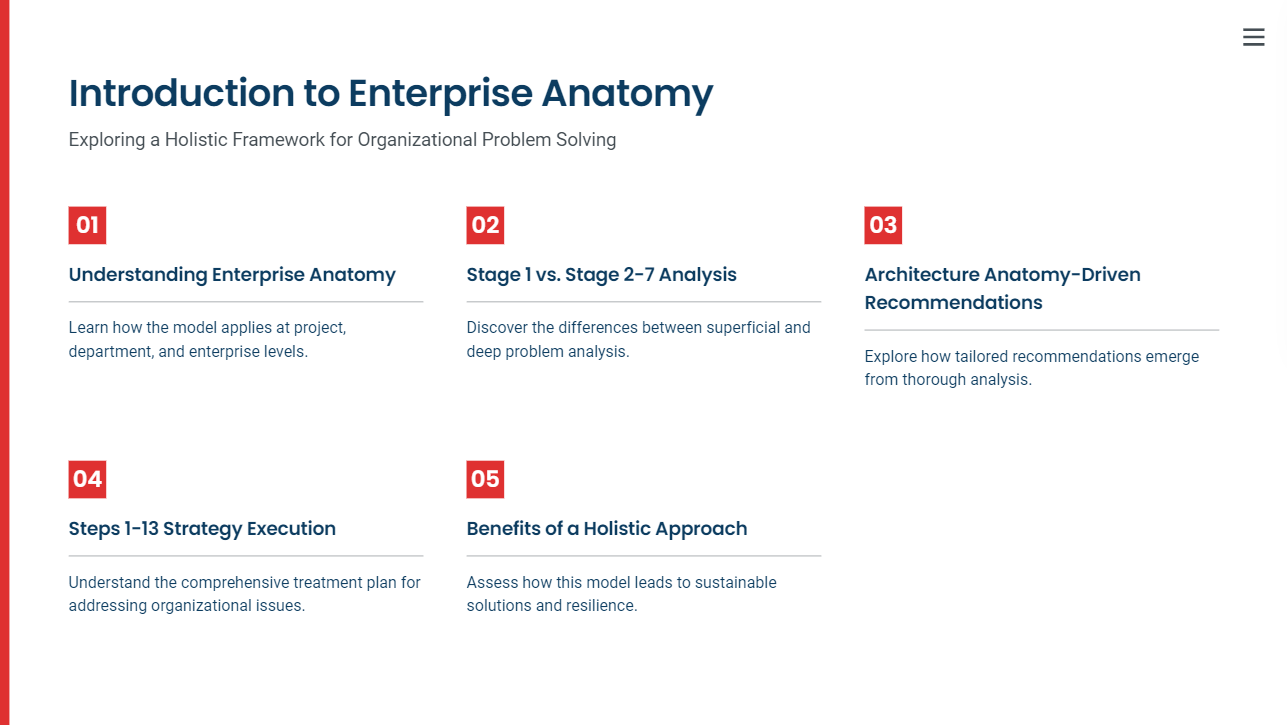 Introduction to Enterprise Anatomy
Exploring a Holistic Framework for Organizational Problem Solving
01
Understanding Enterprise Anatomy
Learn how the model applies at project,
department, and enterprise levels.
02
Stage 1 vs. Stage 2-7 Analysis
Discover the differences between superficial and
deep problem analysis.
03
Architecture Anatomy-Driven
Recommendations
Explore how tailored recommendations emerge
from thorough analysis.
04
Steps 1-13 Strategy Execution
Understand the comprehensive treatment plan for
addressing organizational issues.
05
Benefits of a Holistic Approach
Assess how this model leads to sustainable
solutions and resilience.